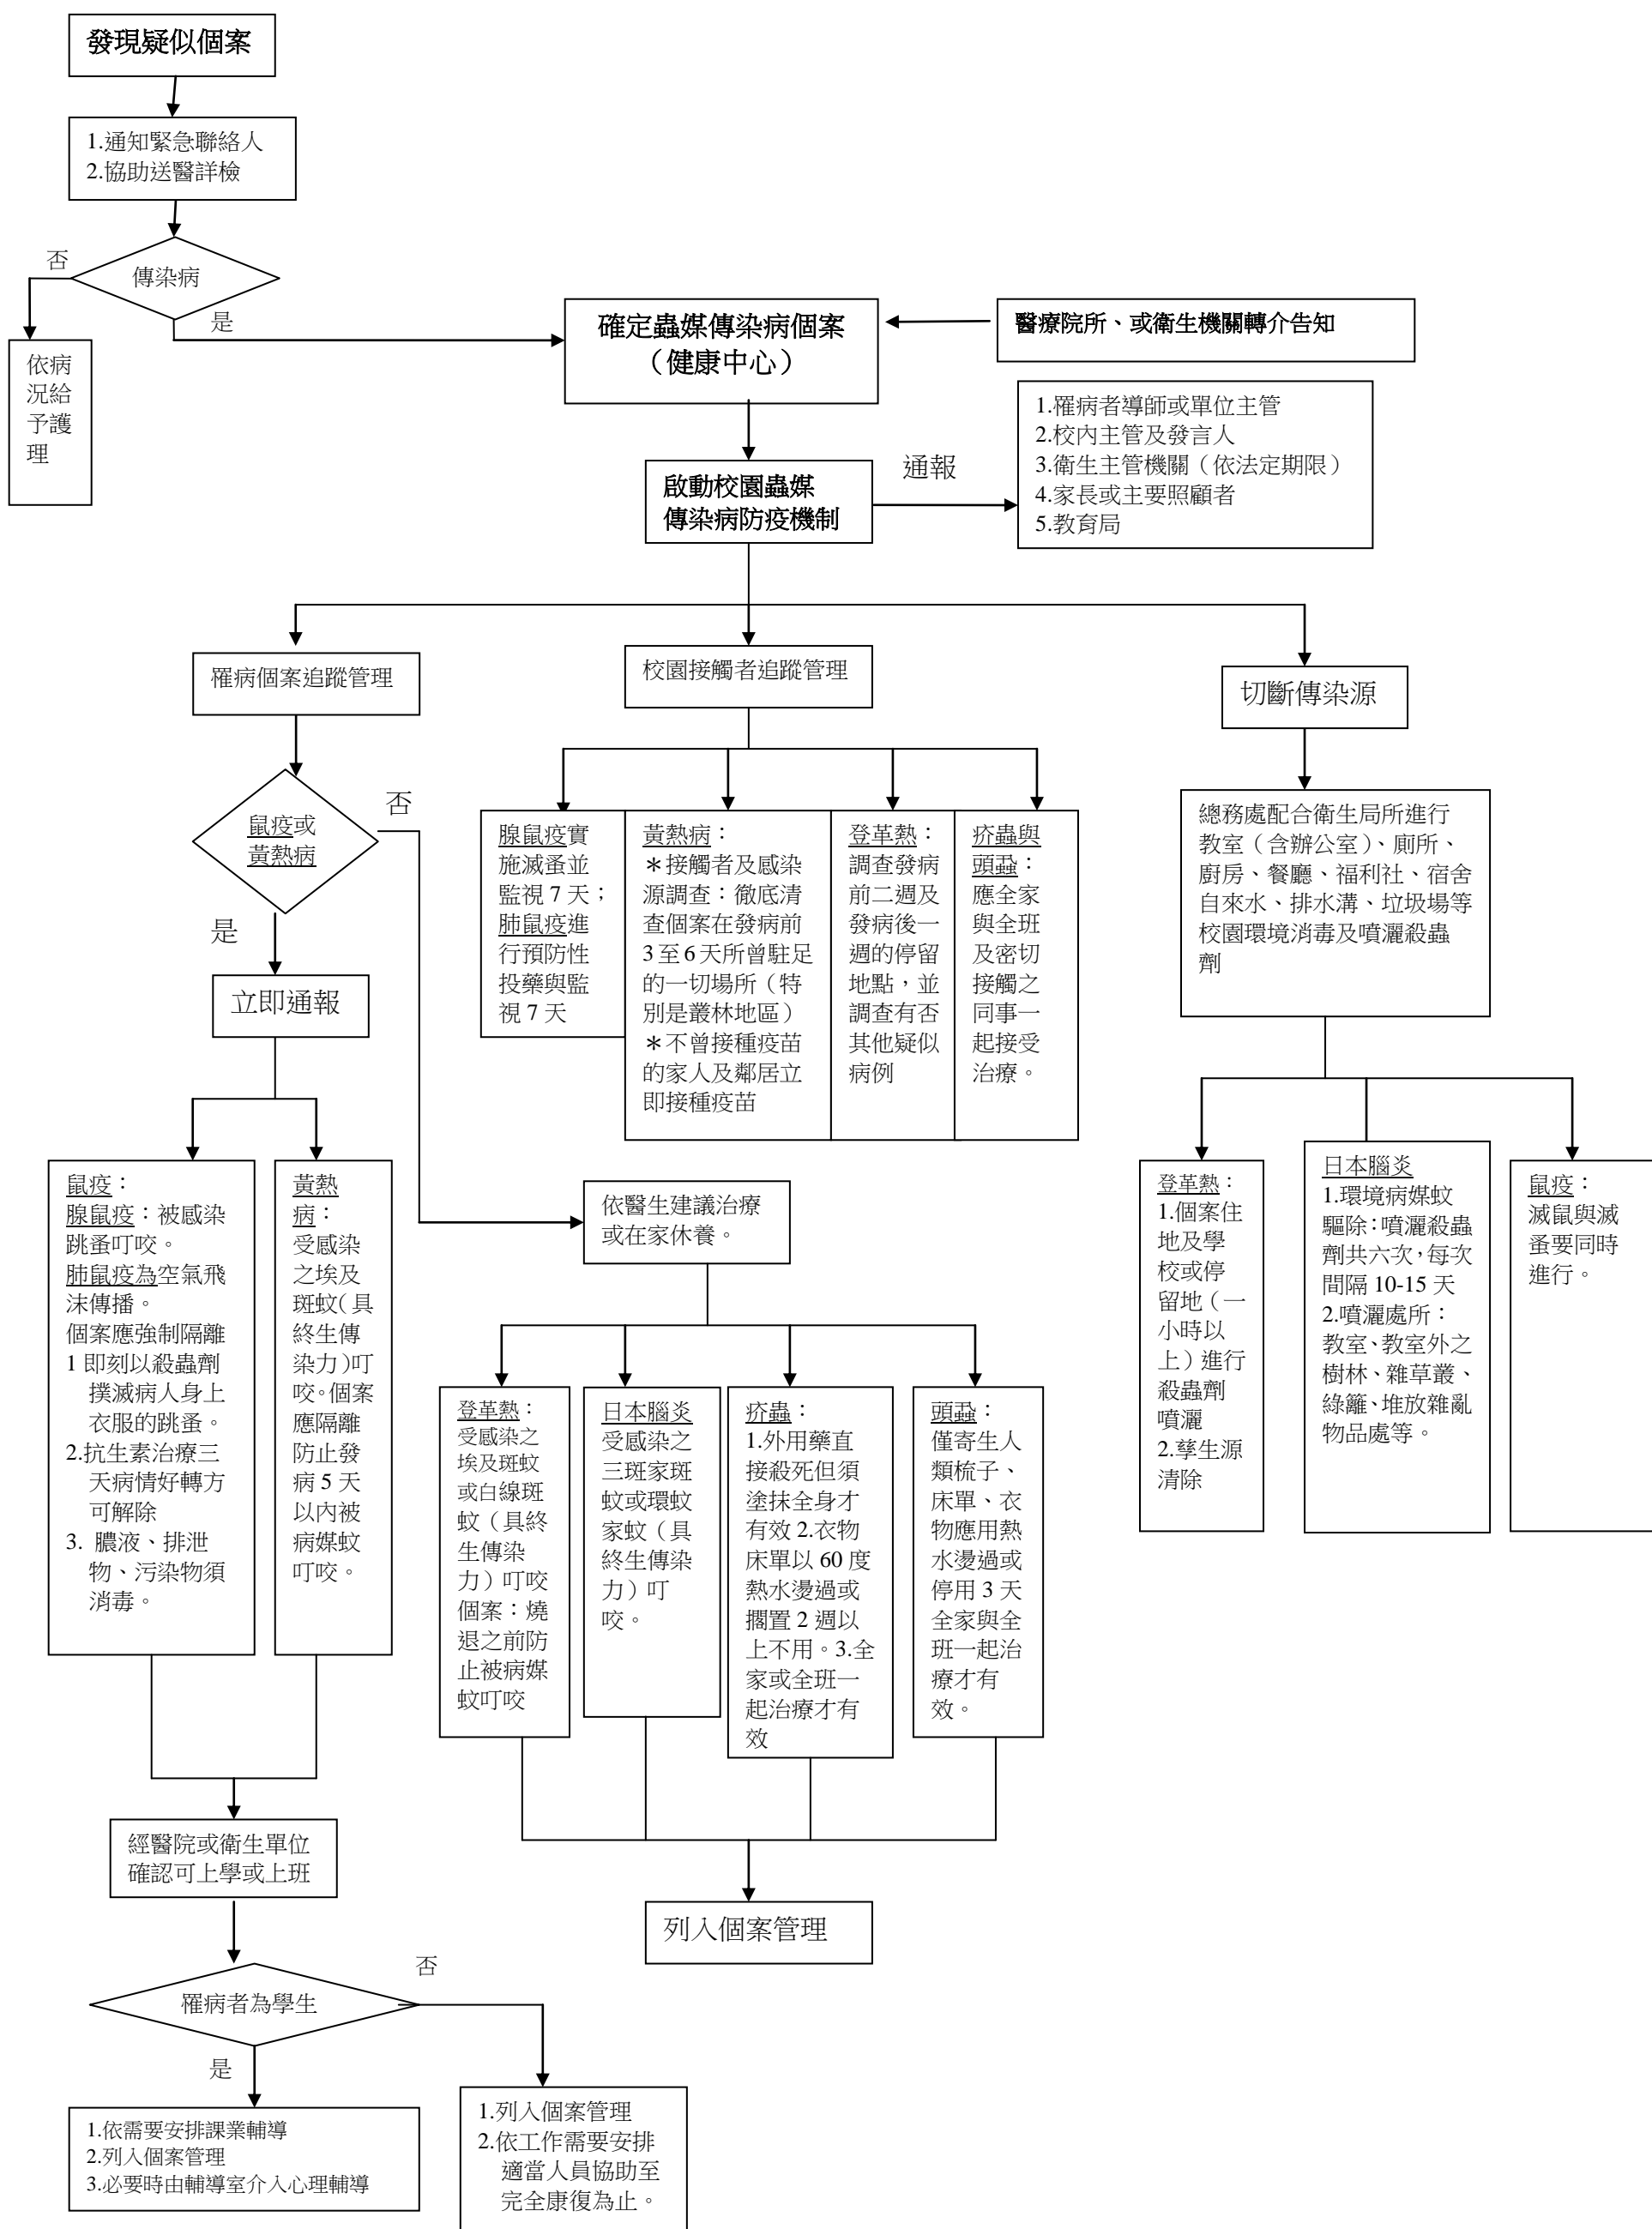 發現疑似個案
1.通知緊急聯絡人
2.協助送醫詳檢
否
傳染病
是
依病
況給
予護
理
確定蟲媒傳染病個案
（健康中心）
醫療院所、或衛生機關轉介告知
啟動校園蟲媒
傳染病防疫機制
通報
1.罹病者導師或單位主管
2.校內主管及發言人
3.衛生主管機關（依法定期限）
4.家長或主要照顧者
5.教育局
罹病個案追蹤管理
校園接觸者追蹤管理
切斷傳染源
鼠疫或
黃熱病
否
是
立即通報
腺鼠疫實
施滅蚤並
監視 7 天；
肺鼠疫進
行預防性
投藥與監
視 7 天
黃熱病：
＊接觸者及感染
源調查：徹底清
查個案在發病前
3 至 6 天所曾駐足
的一切場所（特
別是叢林地區）
＊不曾接種疫苗
的家人及鄰居立
即接種疫苗
登革熱：
調查發病
前二週及
發病後一
週的停留
地點，並
調查有否
其他疑似
病例
疥蟲與
頭蝨：
應全家
與全班
及密切
接觸之
同事一
起接受
治療。
總務處配合衛生局所進行
教室（含辦公室）、廁所、
廚房、餐廳、福利社、宿舍
自來水、排水溝、垃圾場等
校園環境消毒及噴灑殺蟲
劑
鼠疫：
腺鼠疫：被感染
跳蚤叮咬。
肺鼠疫為空氣飛
沫傳播。
個案應強制隔離
1 即刻以殺蟲劑
撲滅病人身上
衣服的跳蚤。
2.抗生素治療三
天病情好轉方
可解除
3. 膿液、排泄
物、污染物須
消毒。
黃熱
病：
受感染
之埃及
斑蚊（具
終生傳
染力）叮
咬。個案
應隔離
防止發
病 5 天
以內被
病媒蚊
叮咬。
依醫生建議治療
或在家休養。
登革熱：
受感染之
埃及斑蚊
或白線斑
蚊（具終
生傳染
力）叮咬
個案：燒
退之前防
止被病媒
蚊叮咬
日本腦炎
受感染之
三斑家斑
蚊或環蚊
家蚊（具
終生傳染
力）叮
咬。
疥蟲：
1.外用藥直
接殺死但須
塗抹全身才
有效 2.衣物
床單以 60 度
熱水燙過或
擱置 2 週以
上不用。3.全
家或全班一
起治療才有
效
頭蝨：
僅寄生人
類梳子、
床單、衣
物應用熱
水燙過或
停用 3 天
全家與全
班一起治
療才有
效。
登革熱：
1.個案住
地及學
校或停
留地（一
小時以
上）進行
殺蟲劑
噴灑
2.孳生源
清除
日本腦炎
1.環境病媒蚊
驅除：噴灑殺蟲
劑共六次，每次
間隔 10-15 天
2.噴灑處所：
教室、教室外之
樹林、雜草叢、
綠籬、堆放雜亂
物品處等。
鼠疫：
滅鼠與滅
蚤要同時
進行。
經醫院或衛生單位
確認可上學或上班
列入個案管理
罹病者為學生
否
是
1.依需要安排課業輔導
2.列入個案管理
3.必要時由輔導室介入心理輔導
1.列入個案管理
2.依工作需要安排
適當人員協助至
完全康復為止。